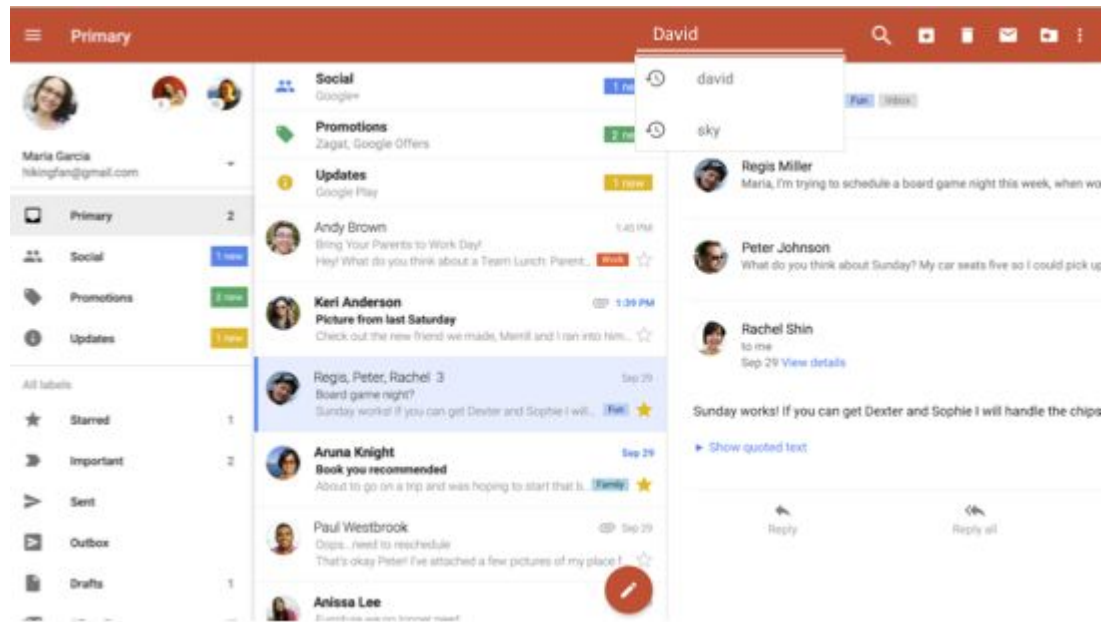 Primary
David
david
sky
Maria Garcia
hikingfan@gmail.com
Primary 2
Social 1 new
Promotions 2 new
Updates 1 new
All labels
Starred 1
Important 2
Sent
Outbox
Drafts 1
Social
Google+
1 new
Promotions
Zagat, Google Offers
2 new
Updates
Google Play
1 new
Andy Brown 1:45 PM
Bring Your Parents to Work Day!
Hey! What do you think about a Team Lunch: Parent... Work
Keri Anderson 1:39 PM
Picture from last Saturday
Check out the new friend we made, Merrill and I ran into him...
Regis, Peter, Rachel 3 Sep 29
Board game night?
Sunday works! If you can get Dexter and Sophie I will... Fun
Aruna Knight Sep 29
Book you recommended
About to go on a trip and was hoping to start that b... Family
Paul Westbrook Sep 29
Oops.. need to reschedule
That's okay Peter! I've attached a few pictures of my place f
Anissa Lee
Fun Inbox
Regis Miller
Maria, I'm trying to schedule a board game night this week, when wo
Peter Johnson
What do you think about Sunday? My car seats five so I could pick up
Rachel Shin
to me
Sep 29 View details
Sunday works! If you can get Dexter and Sophie I will handle the chips
Show quoted text
Reply Reply all